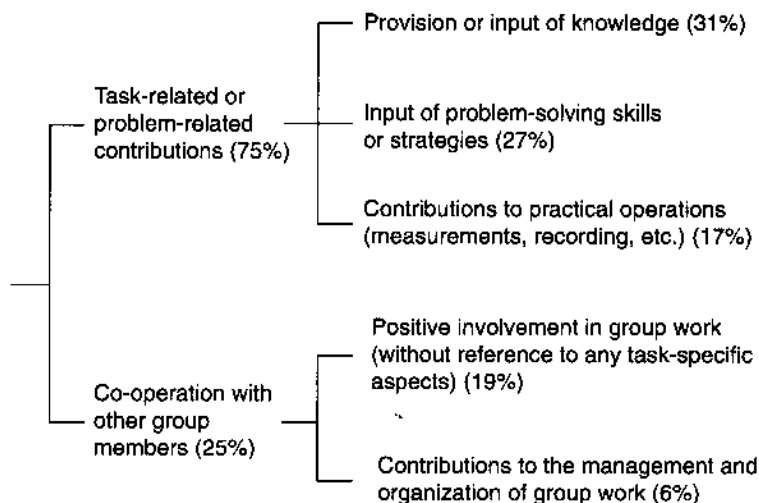 Provision or input of knowledge (31%)
Task-related or
problem-related
contributions (75%)
Input of problem-solving skills
or strategies (27%)
Contributions to practical operations
(measurements, recording, etc.) (17%)
Positive involvement in group work
(without reference to any task-specific
aspects) (19%)
Co-operation with
other group
members (25%)
Contributions to the management and
organization of group work (6%)